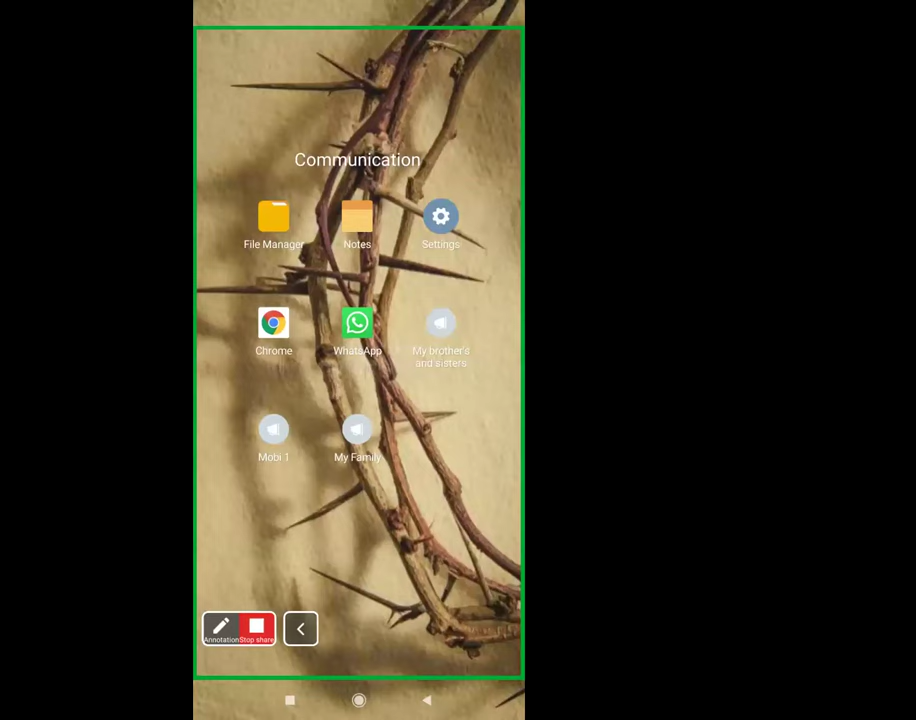 Communication
File Manager
Notes
Settings
Chrome
WhatsApp
My brother's
and sisters
Mobi 1
My Family
Annotation
Stop share